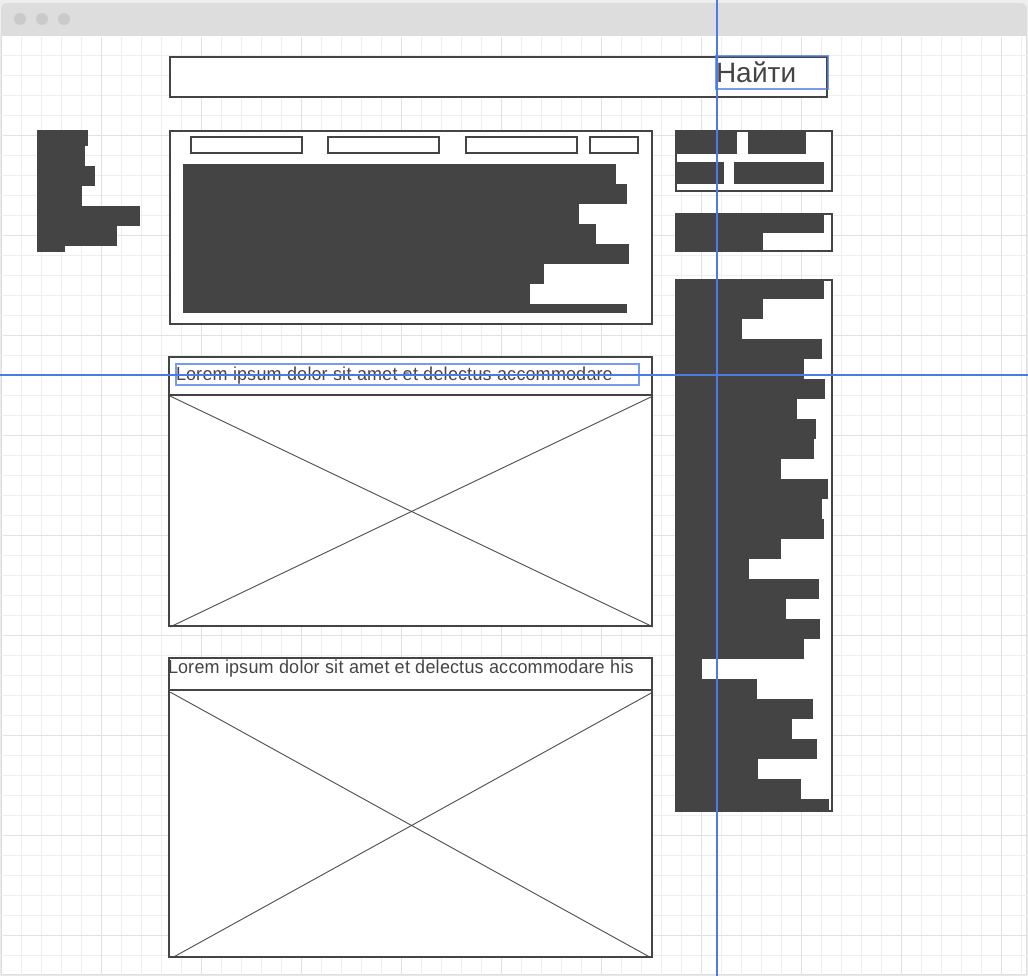 Найти
Lorem ipsum dolor sit amet et delectus accommodare
Lorem ipsum dolor sit amet et delectus accommodare his